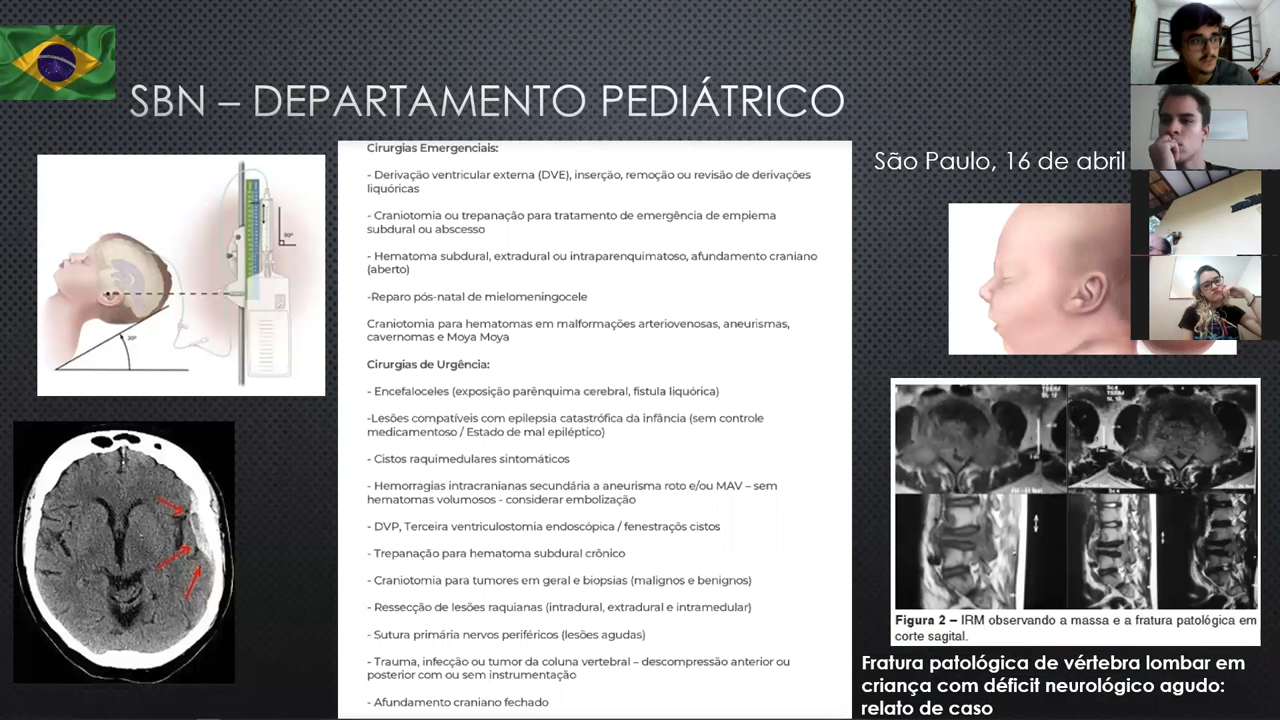 SBN – DEPARTAMENTO PEDIÁTRICO
São Paulo, 16 de abril
Cirurgias Emergenciais:
- Derivação ventricular externa (DVE), inserção, remoção ou revisão de derivações
liquóricas
- Craniotomia ou trepanação para tratamento de emergência de empiema
subdural ou abscesso
- Hematoma subdural, extradural ou intraparenquimatoso, afundamento craniano
(aberto)
-Reparo pós-natal de mielomeningocele
Craniotomia para hematomas em malformações arteriovenosas, aneurismas,
cavernomas e Moya Moya
Cirurgias de Urgência:
- Encefaloceles (exposição parênquima cerebral, fistula liquórica)
-Lesões compatíveis com epilepsia catastrófica da infância (sem controle
medicamentoso / Estado de mal epiléptico)
- Cistos raquimedulares sintomáticos
- Hemorragias intracranianas secundária a aneurisma roto e/ou MAV – sem
hematomas volumosos - considerar embolização
- DVP, Terceira ventriculostomia endoscópica / fenestraçõs cistos
- Trepanação para hematoma subdural crônico
- Craniotomia para tumores em geral e biopsias (malignos e benignos)
- Ressecção de lesões raquianas (intradural, extradural e intramedular)
- Sutura primária nervos periféricos (lesões agudas)
- Trauma, infecção ou tumor da coluna vertebral – descompressão anterior ou
posterior com ou sem instrumentação
- Afundamento craniano fechado
30º
Figura 2 – IRM observando a massa e a fratura patológica em
corte sagital.
Fratura patológica de vértebra lombar em
criança com déficit neurológico agudo:
relato de caso